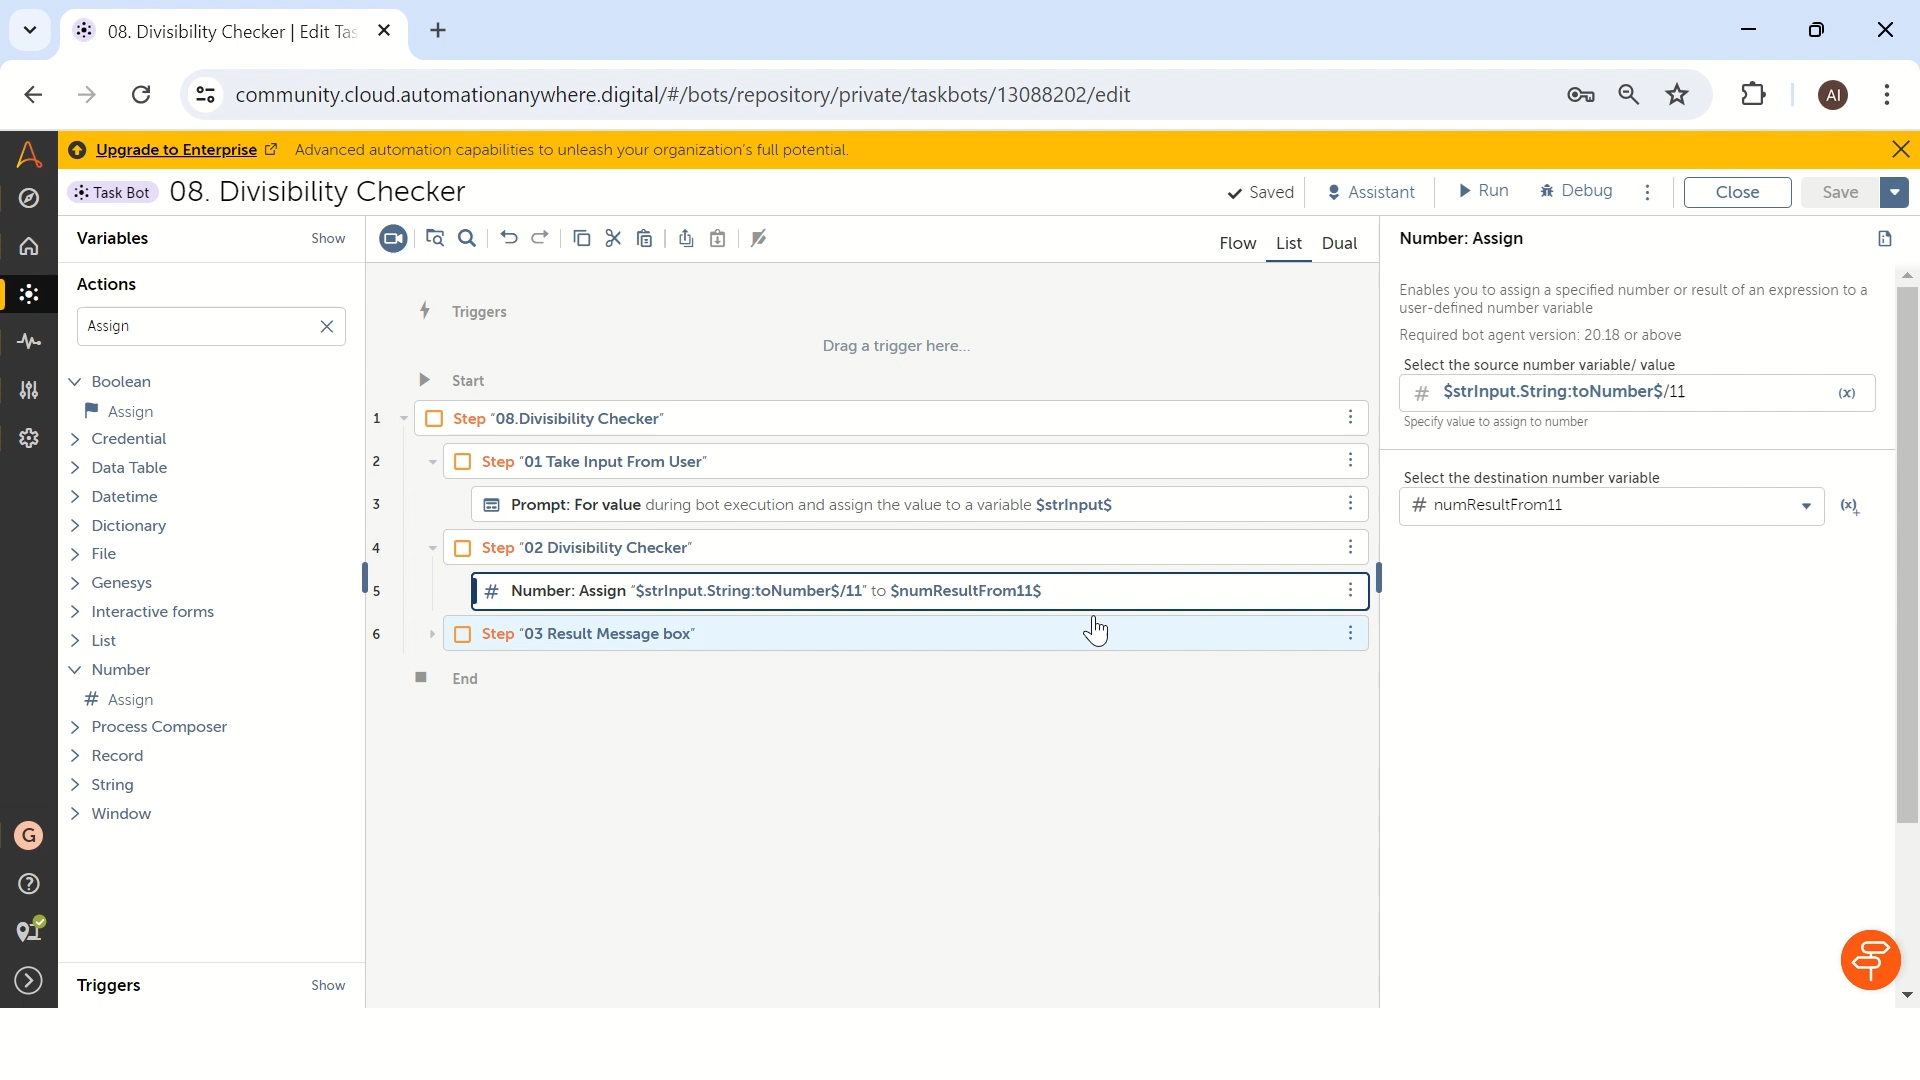 08. Divisibility Checker | Edit Tas
community.cloud.automationanywhere.digital/#/bots/repository/private/taskbots/13088202/edit
AI
Upgrade to Enterprise Advanced automation capabilities to unleash your organization's full potential.
Task Bot 08. Divisibility Checker
Saved Assistant Run Debug Close Save
Variables Show
Flow List Dual
Actions
Assign
Boolean
Assign
Credential
Data Table
Datetime
Dictionary
File
Genesys
Interactive forms
List
Number
# Assign
Process Composer
Record
String
Window
Triggers Show
G
Triggers
Drag a trigger here...
Start
1 Step "08.Divisibility Checker"
2 Step "01 Take Input From User"
3 Prompt: For value during bot execution and assign the value to a variable $strInput$
4 Step "02 Divisibility Checker"
5 # Number: Assign "$strInput.String:toNumber$/11" to $numResultFrom11$
6 Step "03 Result Message box"
End
Number: Assign
Enables you to assign a specified number or result of an expression to a
user-defined number variable
Required bot agent version: 20.18 or above
Select the source number variable/ value
# $strInput.String:toNumber$/11 (x)
Specify value to assign to number
Select the destination number variable
# numResultFrom11 (x)+